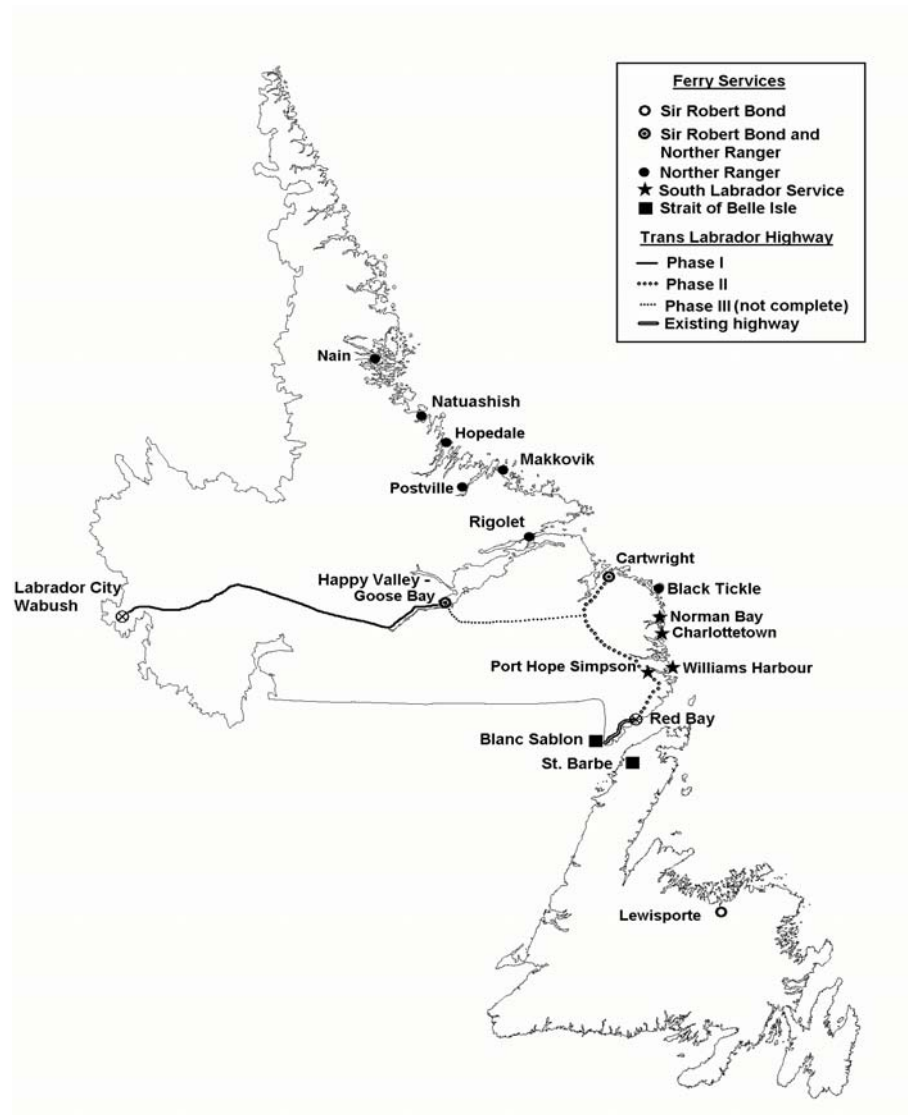 Ferry Services
Sir Robert Bond
Sir Robert Bond and
Norther Ranger
Norther Ranger
South Labrador Service
Strait of Belle Isle
Trans Labrador Highway
Phase I
Phase II
Phase III (not complete)
Existing highway
Nain
Natuashish
Hopedale
Makkovik
Postville
Rigolet
Cartwright
Labrador City
Wabush
Happy Valley -
Goose Bay
Black Tickle
Norman Bay
Charlottetown
Port Hope Simpson
Williams Harbour
Red Bay
Blanc Sablon
St. Barbe
Lewisporte